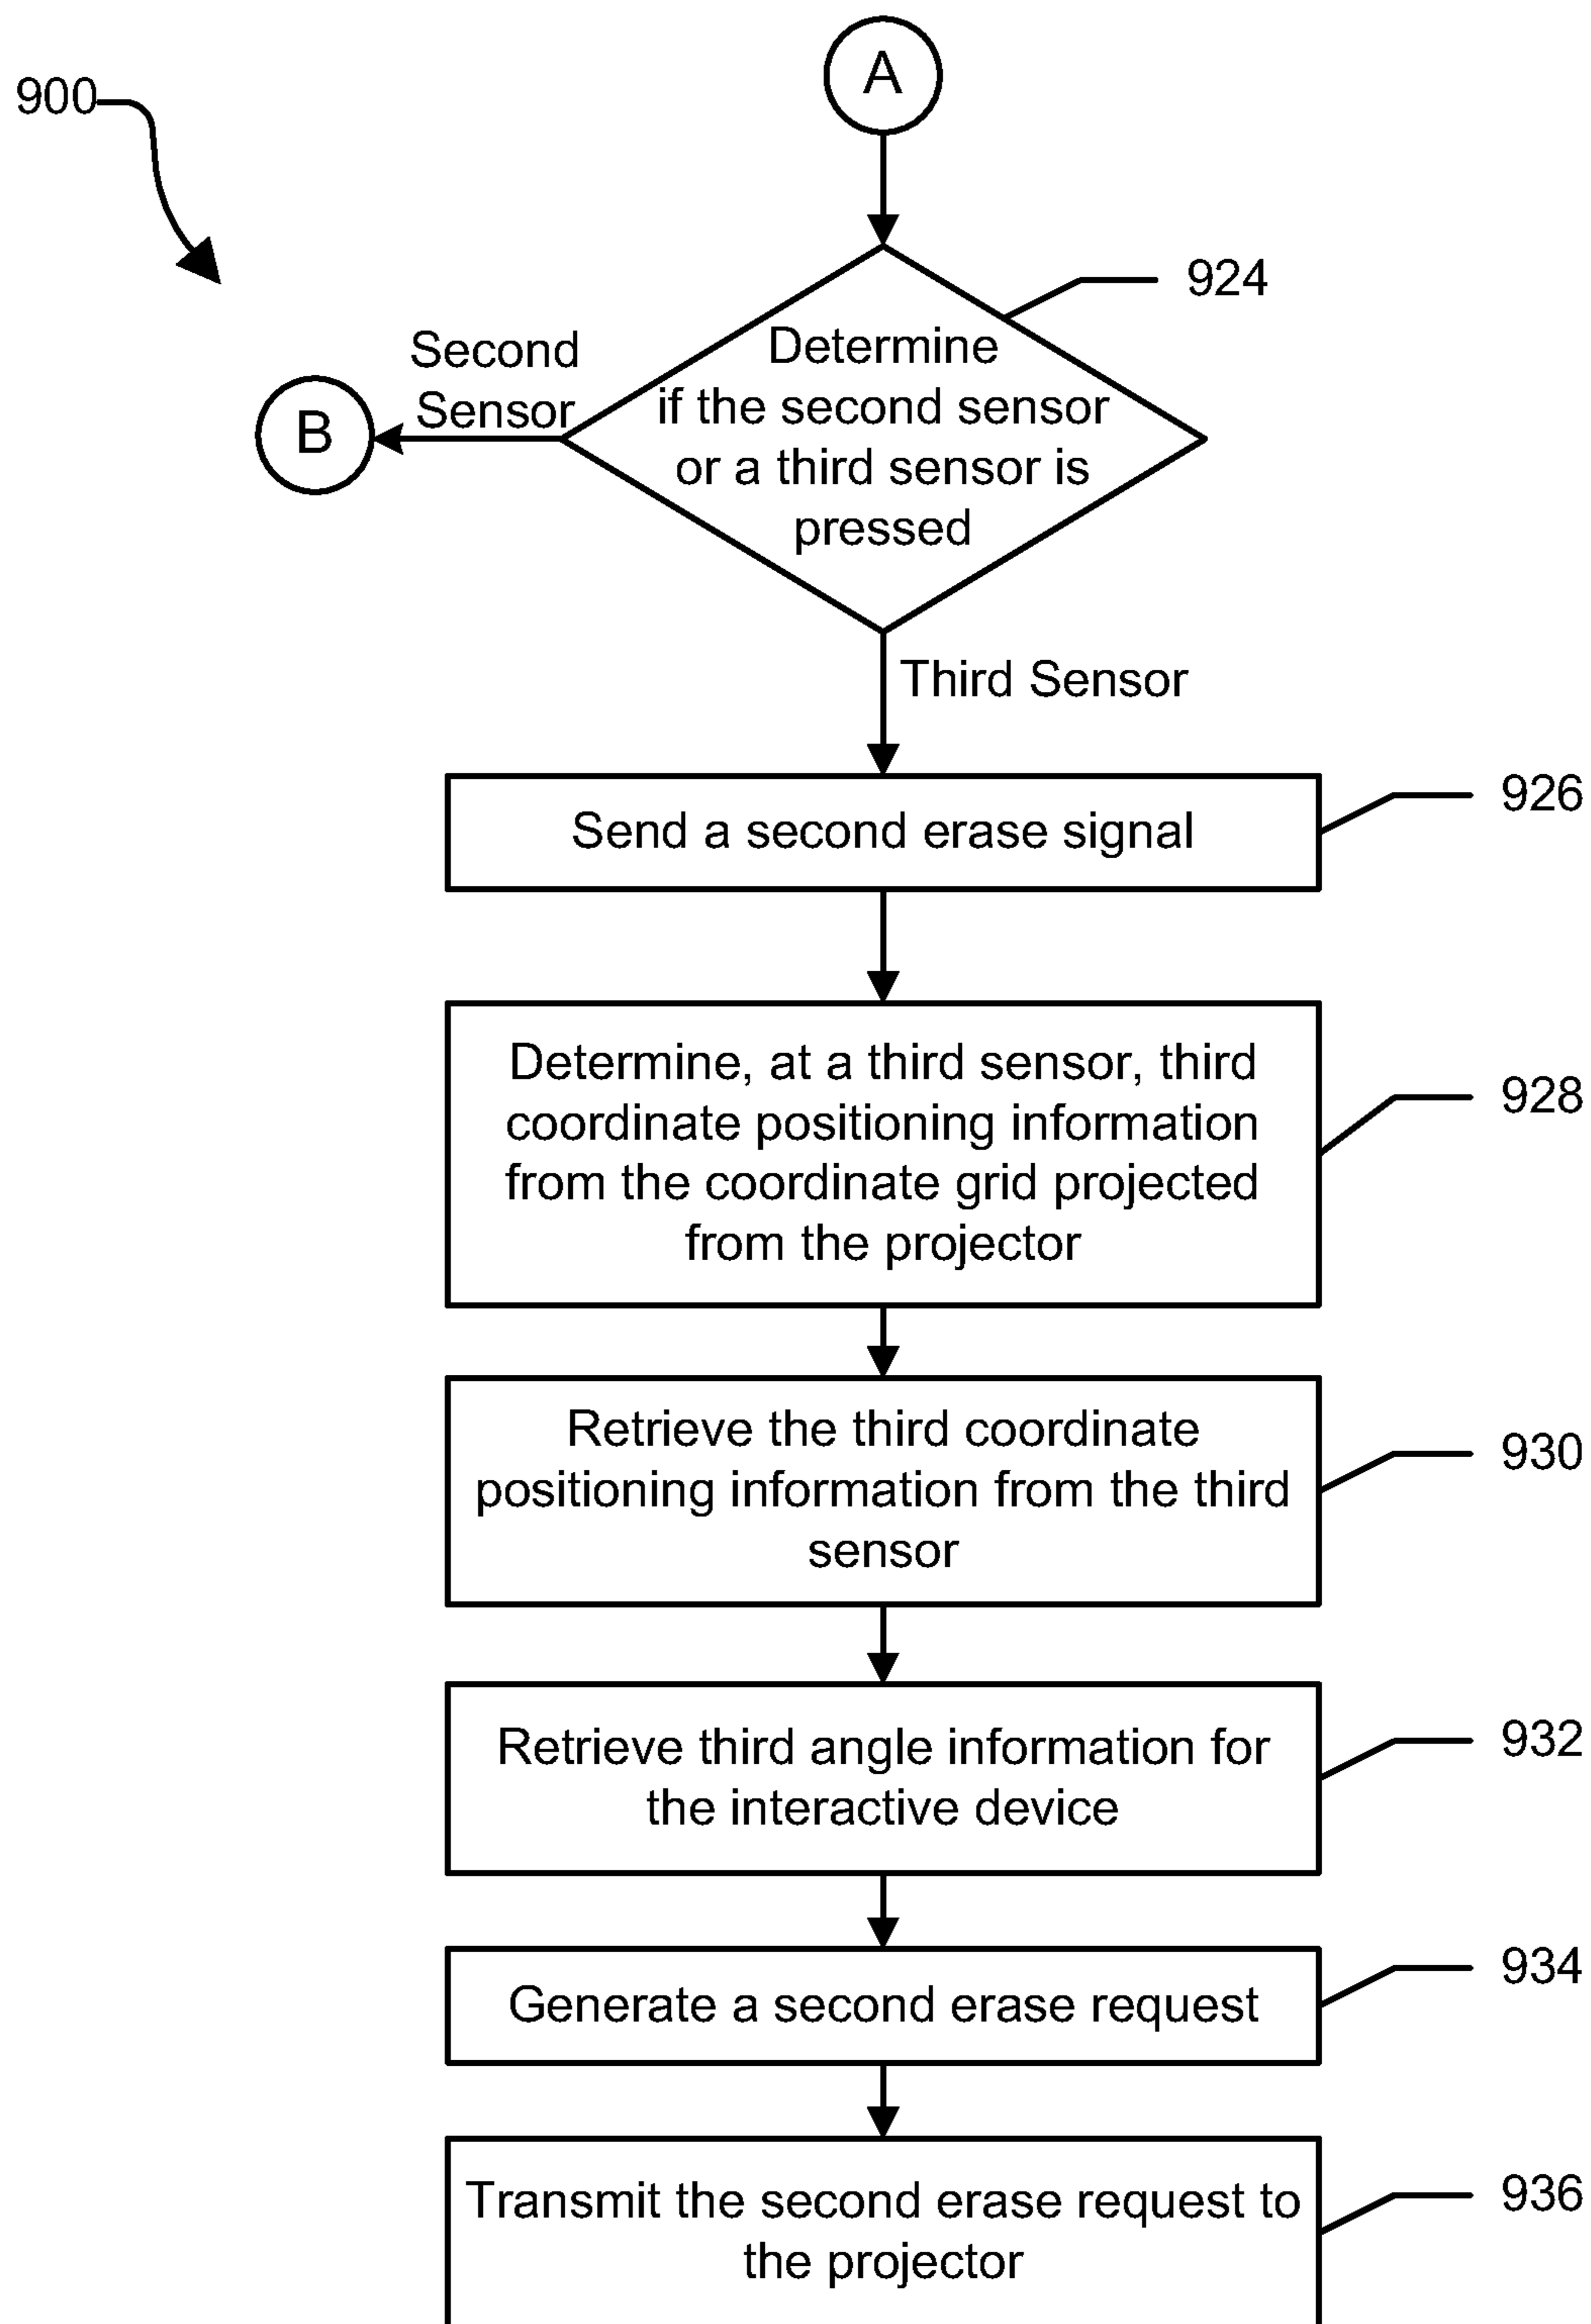 A
900
924
Determine
if the second sensor
or a third sensor is
pressed
Second
Sensor
B
Third Sensor
926
Send a second erase signal
928
Determine, at a third sensor, third
coordinate positioning information
from the coordinate grid projected
from the projector
930
Retrieve the third coordinate
positioning information from the third
sensor
932
Retrieve third angle information for
the interactive device
934
Generate a second erase request
936
Transmit the second erase request to
the projector